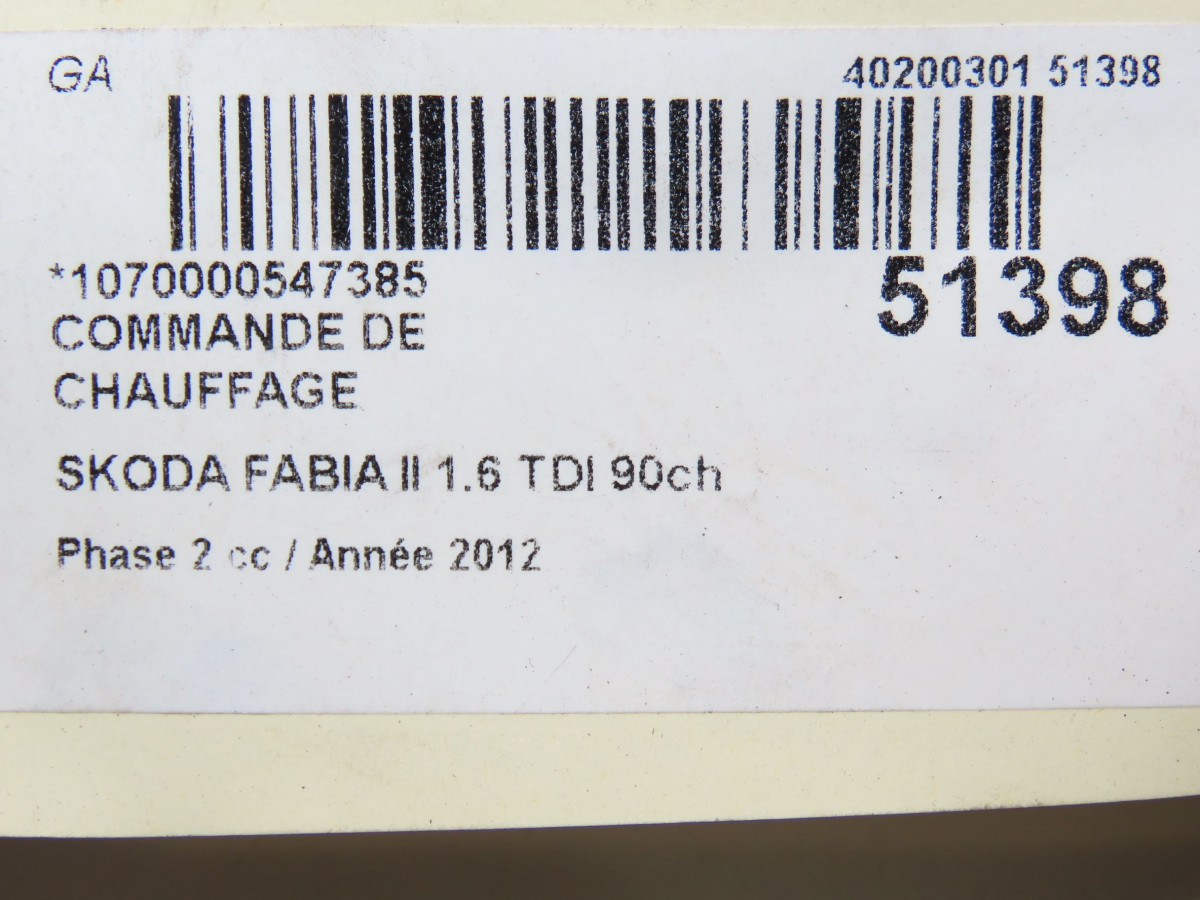 GA 40200301 51398
*1070000547385 51398
COMMANDE DE
CHAUFFAGE
SKODA FABIA II 1.6 TDI 90ch
Phase 2 cc / Année 2012